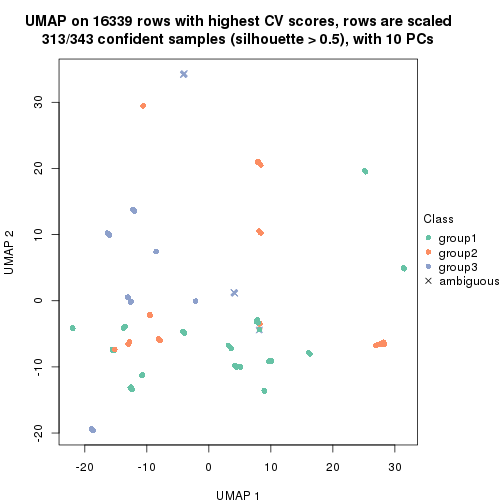 UMAP on 16339 rows with highest CV scores, rows are scaled
313/343 confident samples (silhouette > 0.5), with 10 PCs
30
20
10
0
-10
-20
UMAP 2
-20
-10
0
10
20
30
UMAP 1
Class
group1
group2
group3
ambiguous